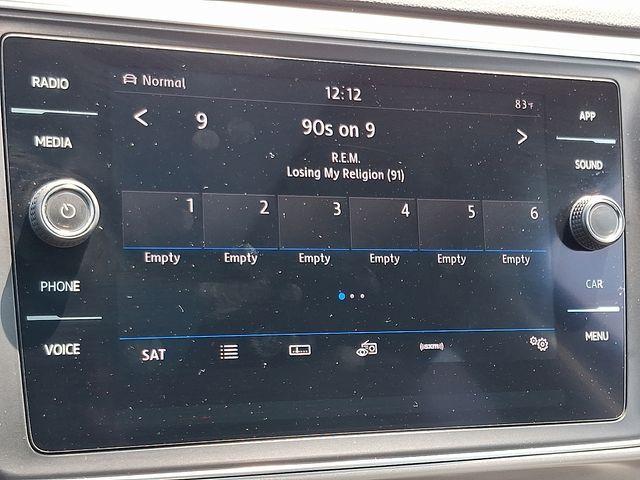 RADIO
MEDIA
PHONE
VOICE
Normal
12:12
83°F
< 9 90s on 9 >
R.E.M.
Losing My Religion (91)
1 2 3 4 5 6
Empty Empty Empty Empty Empty Empty
SAT
((SXM))
APP
SOUND
CAR
MENU